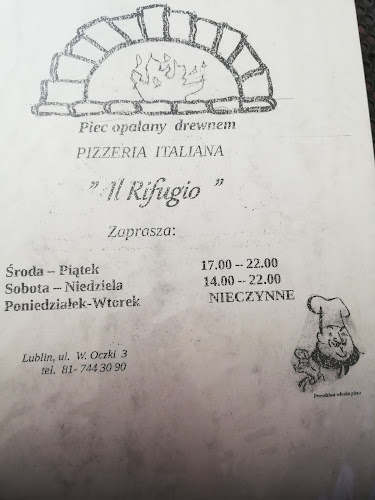 Piec opalany drewnem
PIZZERIA ITALIANA
" Il Rifugio "
Zaprasza:
Środa – Piątek 17.00 -- 22.00
Sobota – Niedziela 14.00 -- 22.00
Poniedziałek-Wtorek NIECZYNNE
Lublin, ul. W. Oczki 3
tel. 81- 744 30 90